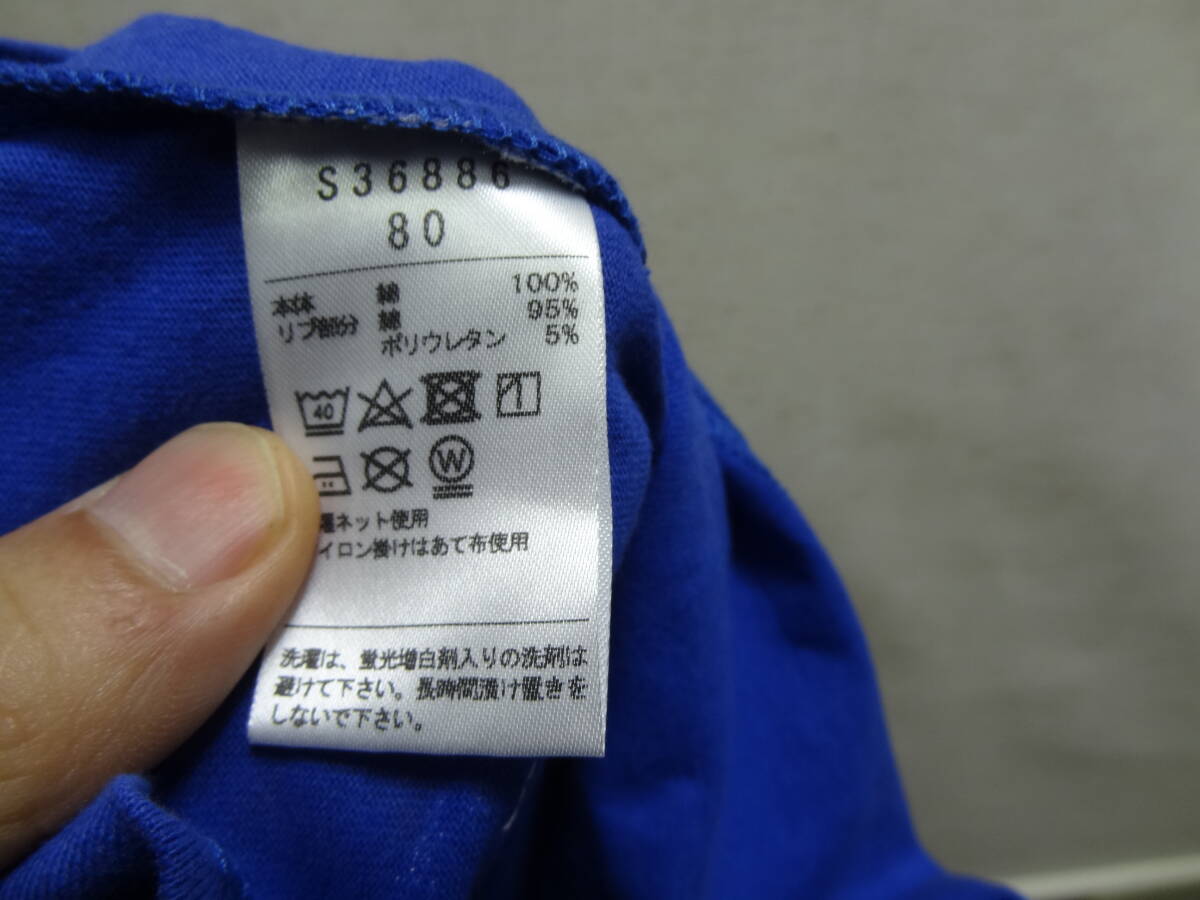 S36886
80
本体 綿 100%
リブ部分 綿 95%
ポリウレタン 5%
40
W
濯ネット使用
イロン掛けはあて布使用
洗濯は、蛍光増白剤入りの洗剤は
避けて下さい。長時間漬け置きを
しないで下さい。